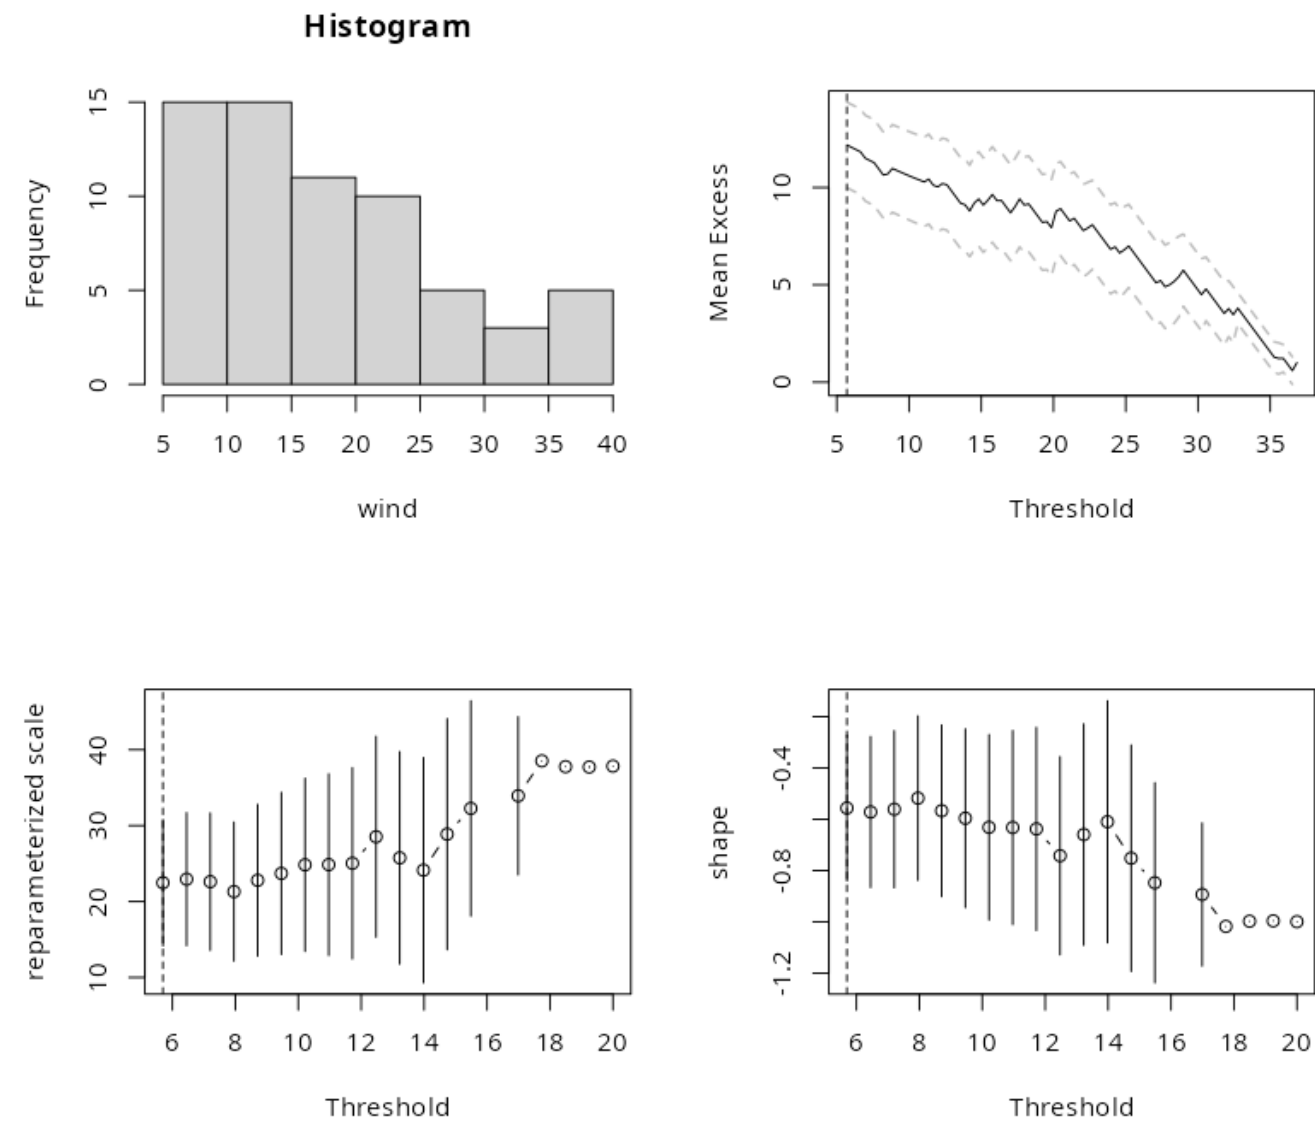 Histogram
Frequency
15
10
5
0
5 10 15 20 25 30 35 40
wind
Mean Excess
10
5
0
5 10 15 20 25 30 35
Threshold
reparameterized scale
40
30
20
10
6 8 10 12 14 16 18 20
Threshold
shape
-0.4
-0.8
-1.2
6 8 10 12 14 16 18 20
Threshold